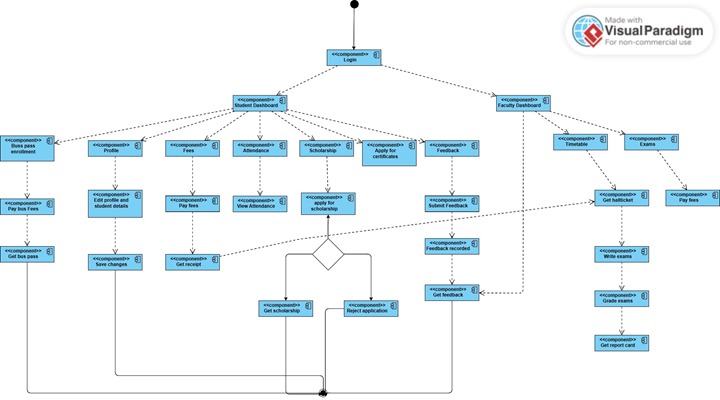 Made with
VisualParadigm
For non-commercial use
<<component>>
Login
<<component>>
Student Dashboard
<<component>>
Faculty Dashboard
<<component>>
Buss pass
enrollment
<<component>>
Profile
<<component>>
Fees
<<component>>
Attendance
<<component>>
Scholarship
<<component>>
Apply for
certificates
<<component>>
Feedback
<<component>>
Timetable
<<component>>
Exams
<<component>>
Pay bus Fees
<<component>>
Edit profile and
student details
<<component>>
Pay fees
<<component>>
View Attendance
<<component>>
apply for
scholarship
<<component>>
Submit Feedback
<<component>>
Get hallticket
<<component>>
Pay fees
<<component>>
Get bus pass
<<component>>
Save changes
<<component>>
Get receipt
<<component>>
Feedback recorded
<<component>>
Write exams
<<component>>
Get scholarship
<<component>>
Reject application
<<component>>
Get feedback
<<component>>
Grade exams
<<component>>
Get report card